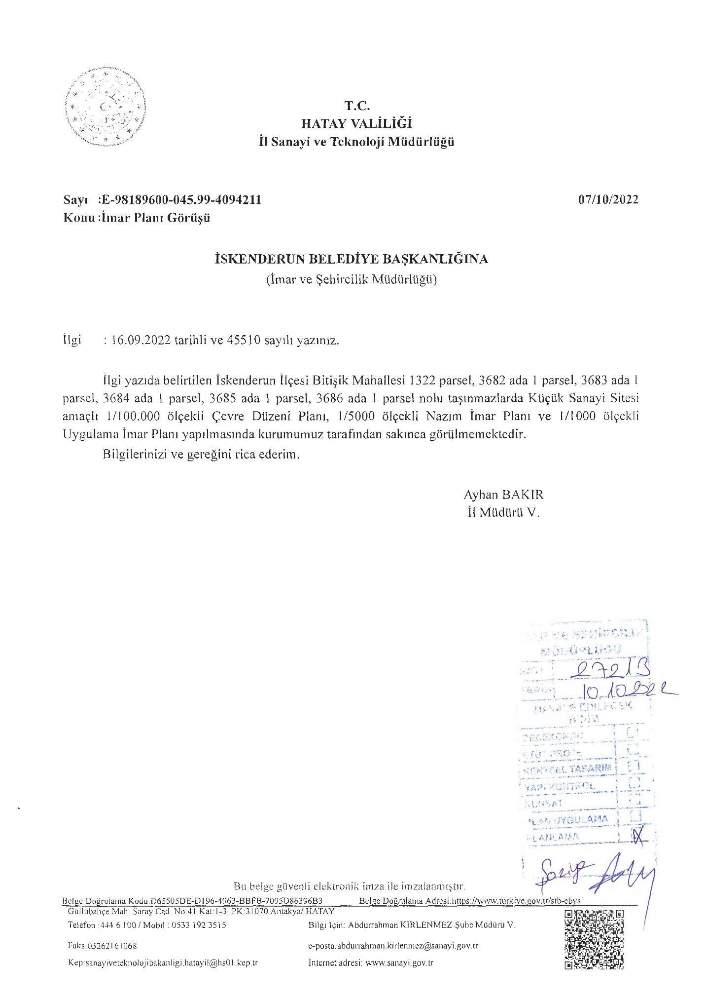 T.C.
HATAY VALİLİĞİ
İl Sanayi ve Teknoloji Müdürlüğü
Sayı :E-98189600-045.99-4094211 07/10/2022
Konu :İmar Planı Görüşü
İSKENDERUN BELEDİYE BAŞKANLIĞINA
(İmar ve Şehircilik Müdürlüğü)
İlgi : 16.09.2022 tarihli ve 45510 sayılı yazınız.
İlgi yazıda belirtilen İskenderun İlçesi Bitişik Mahallesi 1322 parsel, 3682 ada 1 parsel, 3683 ada 1
parsel, 3684 ada 1 parsel, 3685 ada 1 parsel, 3686 ada 1 parsel nolu taşınmazlarda Küçük Sanayi Sitesi
amaçlı 1/100.000 ölçekli Çevre Düzeni Planı, 1/5000 ölçekli Nazım İmar Planı ve 1/1000 ölçekli
Uygulama İmar Planı yapılmasında kurumumuz tarafından sakınca görülmemektedir.
Bilgilerinizi ve gereğini rica ederim.
Ayhan BAKIR
İl Müdürü V.
VE ŞEHİRCİLİK
MÜDÜRLÜĞÜ
SAYI 27213
TARİH 10.10.2022
HAVALE EDİLECEK
BİRİM
GECEKONDU
ETÜT PROJE
KENTSEL TASARIM
YAPI KONTROL
RUHSAT
PLAN UYGULAMA
PLANLAMA X
Bu belge güvenli elektronik imza ile imzalanmıştır.
Belge Doğrulama Kodu:D65505DE-D196-4963-BBFB-7095D86396B3 Belge Doğrulama Adresi:https://www.turkiye.gov.tr/stb-ebys
Güllübahçe Mah. Saray Cad. No:41 Kat:1-3 PK:31070 Antakya/ HATAY
Telefon :444 6 100 / Mobil : 0533 192 3515 Bilgi İçin: Abdurrahman KİRLENMEZ Şube Müdürü V.
Faks:03262161068 e-posta:abdurrahman.kirlenmez@sanayi.gov.tr
Kep:sanayiveteknolojibakanligi.hatayil@hs01.kep.tr İnternet adresi: www.sanayi.gov.tr